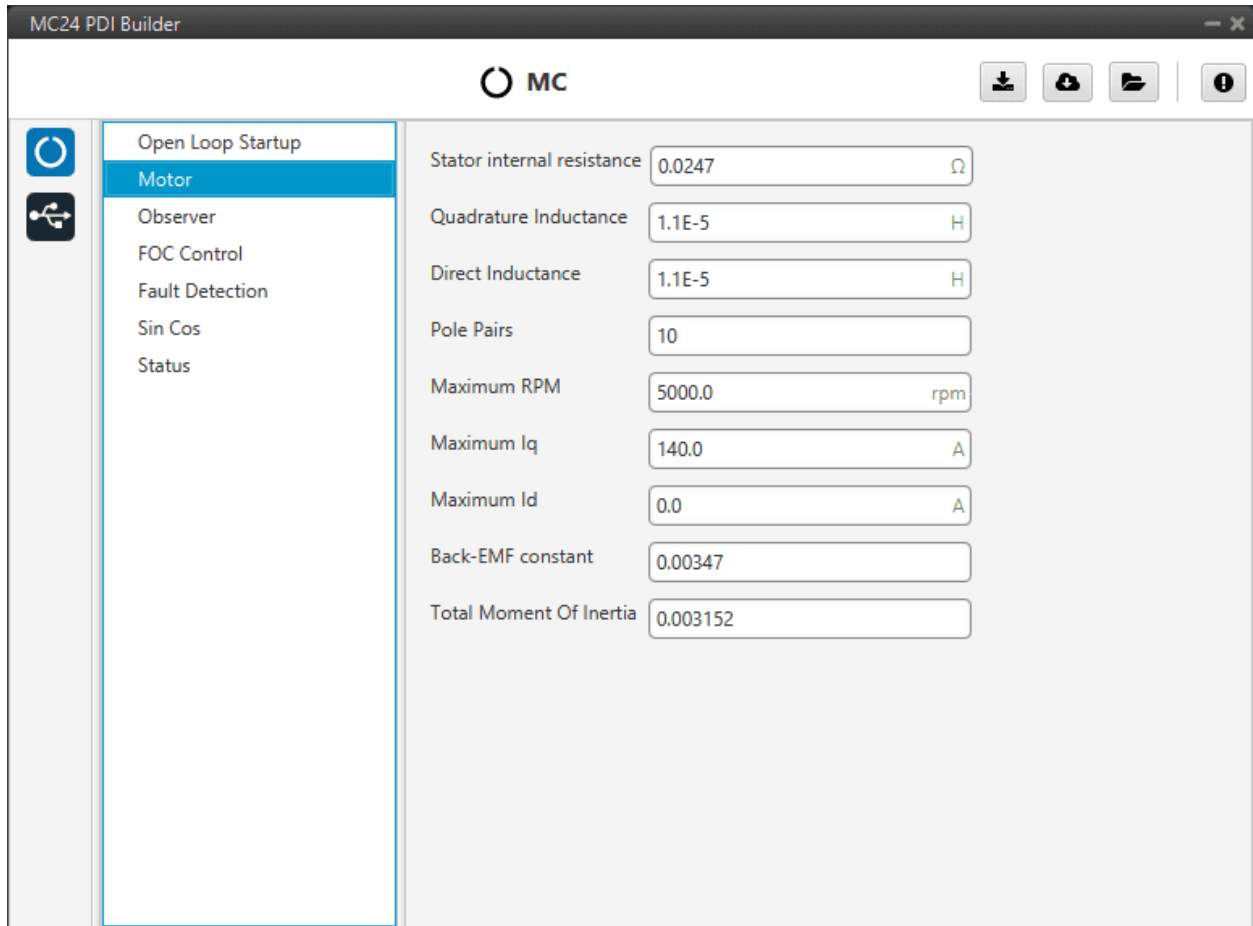 MC24 PDI Builder
MC
Open Loop Startup
Motor
Observer
FOC Control
Fault Detection
Sin Cos
Status
Stator internal resistance 0.0247 Ω
Quadrature Inductance 1.1E-5 H
Direct Inductance 1.1E-5 H
Pole Pairs 10
Maximum RPM 5000.0 rpm
Maximum Iq 140.0 A
Maximum Id 0.0 A
Back-EMF constant 0.00347
Total Moment Of Inertia 0.003152